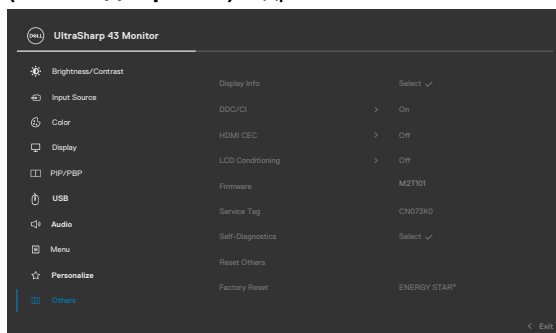 DELL UltraSharp 43 Monitor
Brightness/Contrast
Input Source
Color
Display
PIP/PBP
USB
Audio
Menu
Personalize
Others
Display Info Select ✓
DDC/CI > On
HDMI CEC > Off
LCD Conditioning > Off
Firmware M2T101
Service Tag CN073K0
Self-Diagnostics Select ✓
Reset Others
Factory Reset ENERGY STAR®
< Exit